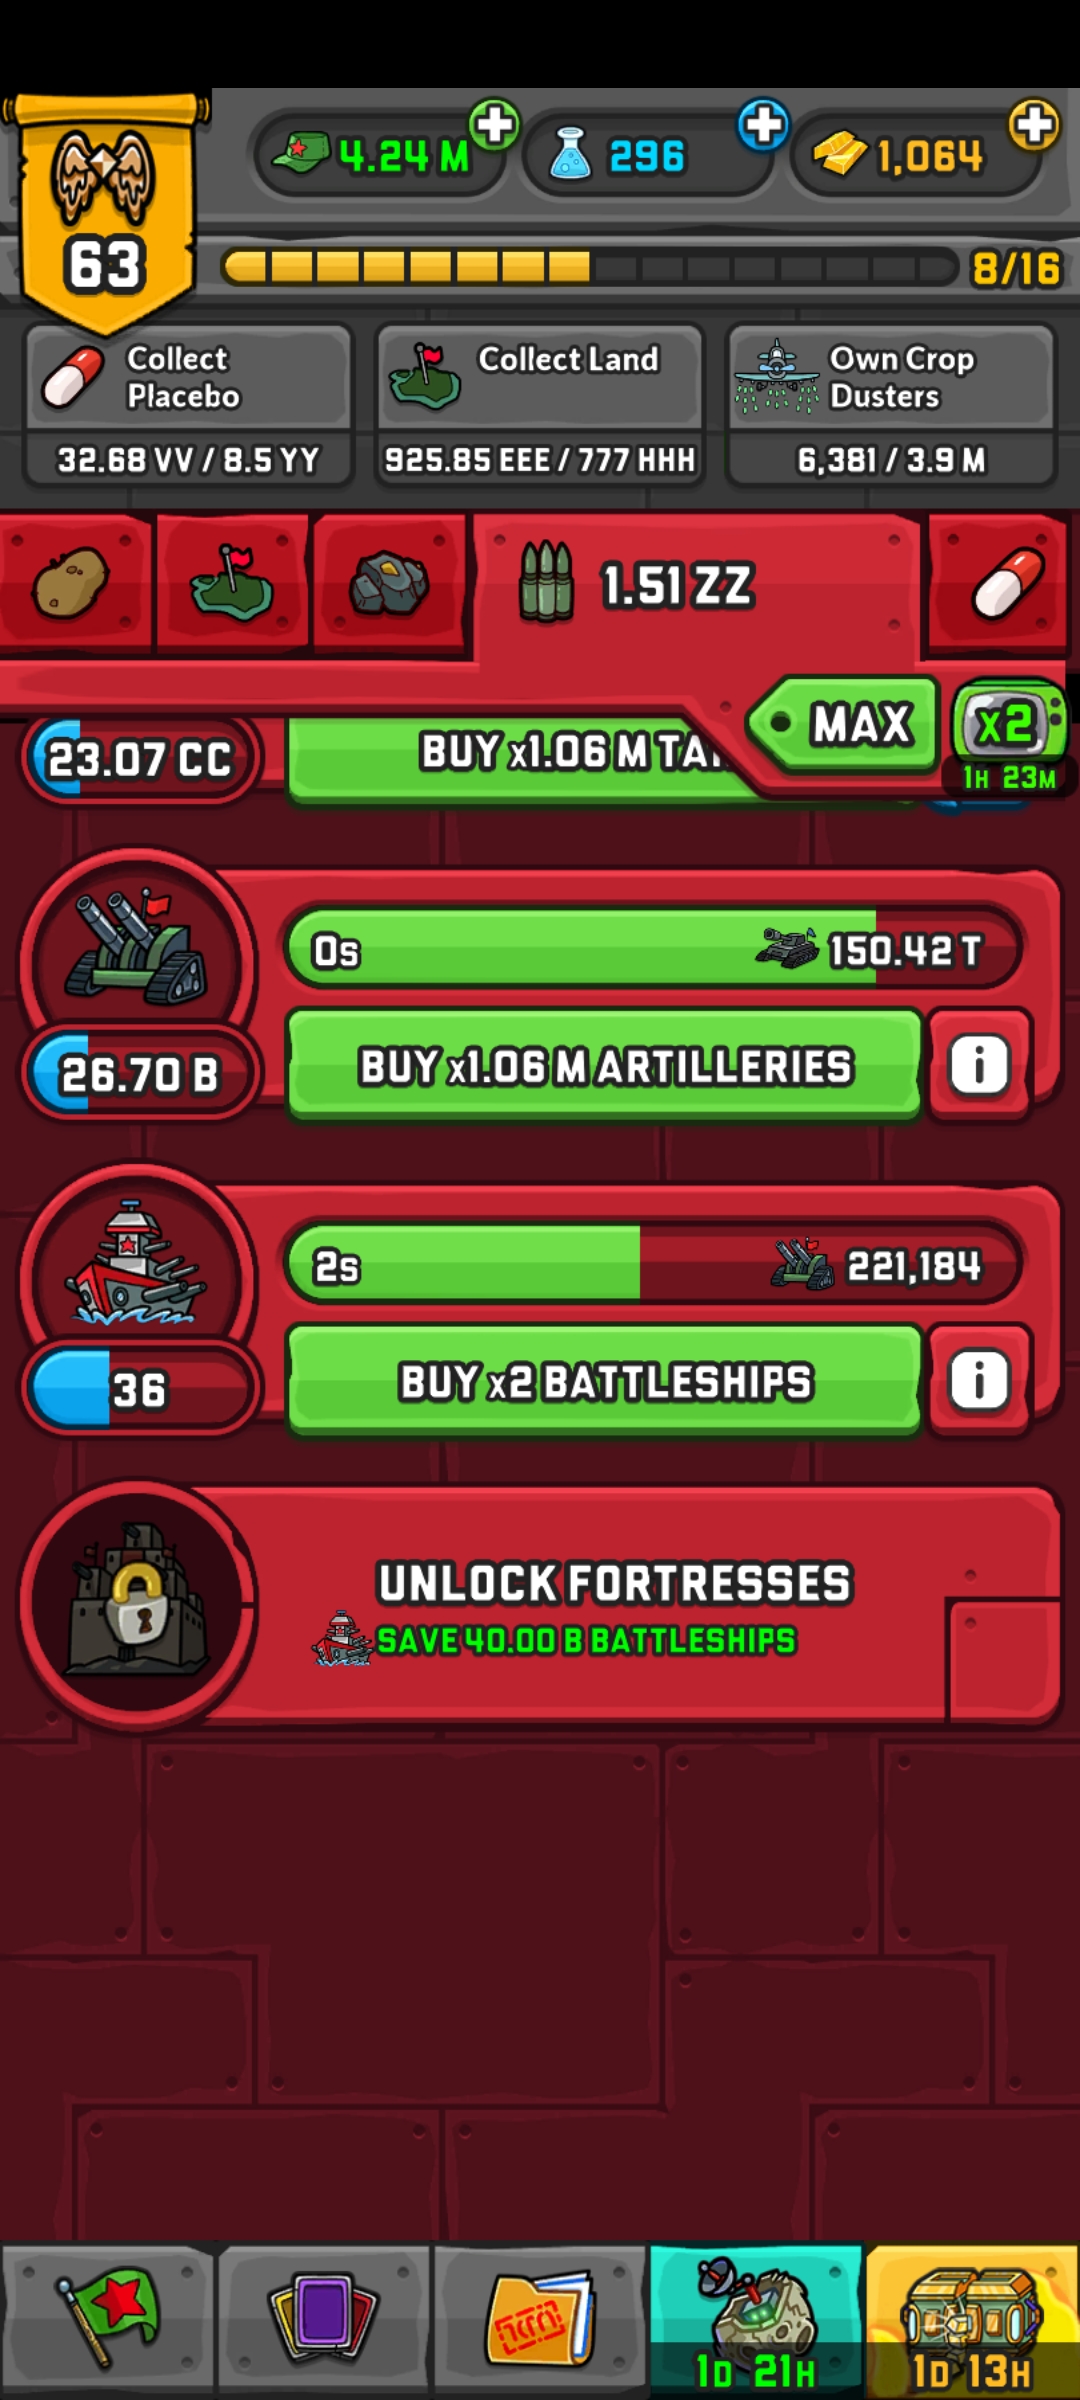 4.24 M
296
1,064
63
8/16
Collect
Placebo
32.68 VV / 8.5 YY
Collect Land
925.85 EEE / 777 HHH
Own Crop
Dusters
6,381 / 3.9 M
1.51 ZZ
MAX
x2
1H 23M
23.07 CC
BUY x1.06 M
0s
150.42 T
26.70 B
BUY x1.06 M ARTILLERIES
i
2s
221,184
36
BUY x2 BATTLESHIPS
i
UNLOCK FORTRESSES
SAVE 40.00 B BATTLESHIPS
1D 21H
1D 13H